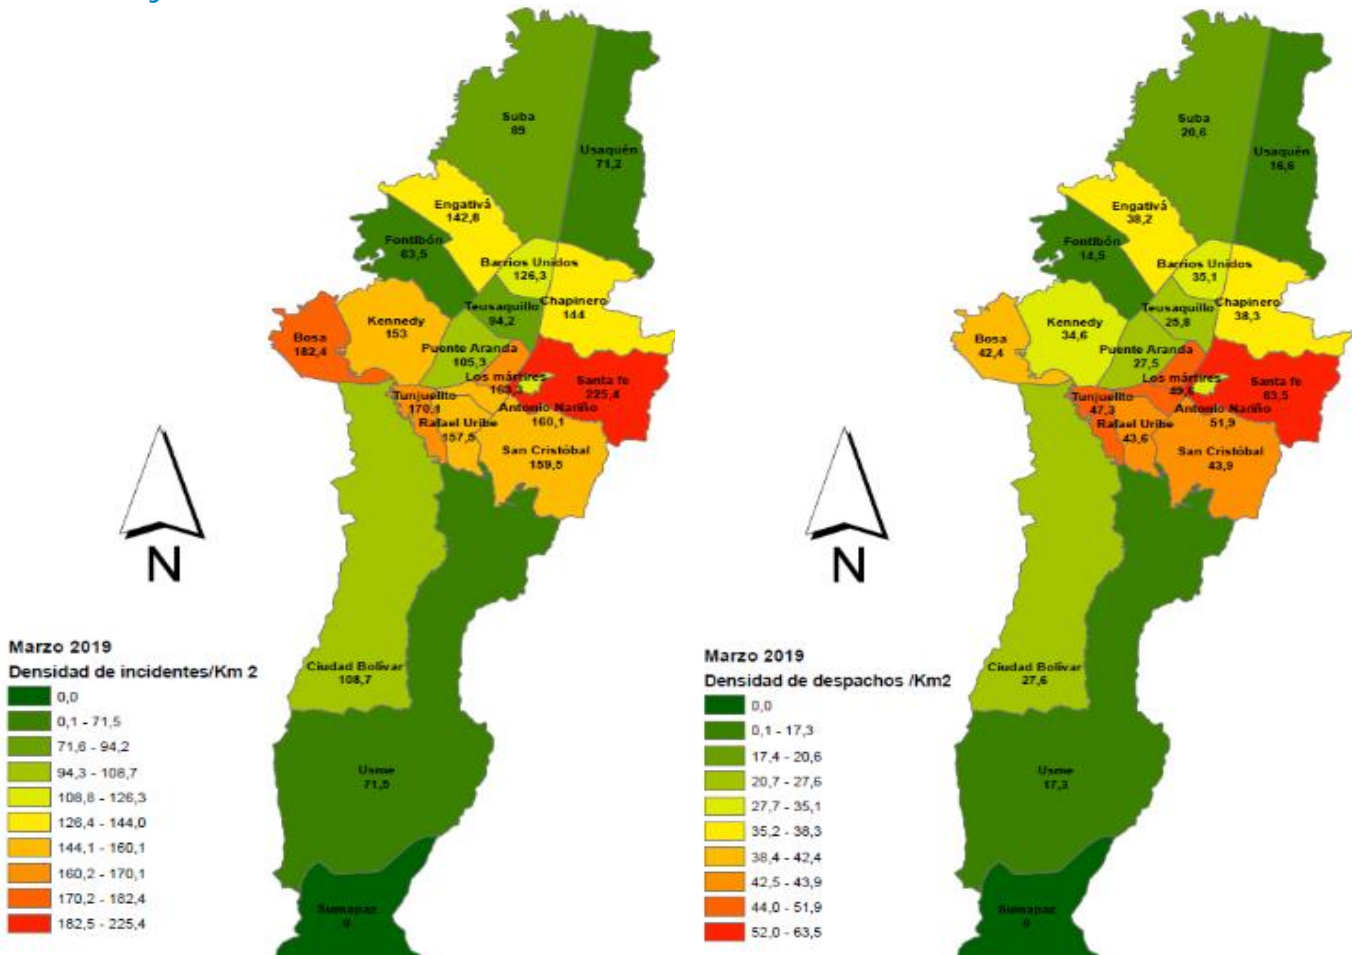 Suba
89
Usaquén
71,2
Engativá
142,8
Fontibón
63,5
Barrios Unidos
126,3
Teusaquillo
94,2
Chapinero
144
Kennedy
153
Bosa
182,4
Puente Aranda
105,3
Los mártires
Santa fe
225,4
Tunjuelito
170,1
Antonio Nariño
160,1
Rafael Uribe
157,5
San Cristóbal
159,5
Ciudad Bolívar
108,7
Usme
71,5
Sumapaz
0
N
Marzo 2019
Densidad de incidentes/Km 2
0,0
0,1 - 71,5
71,6 - 94,2
94,3 - 108,7
108,8 - 126,3
126,4 - 144,0
144,1 - 160,1
160,2 - 170,1
170,2 - 182,4
182,5 - 225,4
Suba
20,6
Usaquén
16,6
Engativá
38,2
Fontibón
14,5
Barrios Unidos
35,1
Teusaquillo
25,8
Chapinero
38,3
Kennedy
34,6
Bosa
42,4
Puente Aranda
27,5
Los mártires
49,6
Santa fe
63,5
Tunjuelito
47,3
Antonio Nariño
51,9
Rafael Uribe
43,6
San Cristóbal
43,9
Ciudad Bolívar
27,6
Usme
17,3
Sumapaz
0
N
Marzo 2019
Densidad de despachos /Km2
0,0
0,1 - 17,3
17,4 - 20,6
20,7 - 27,6
27,7 - 35,1
35,2 - 38,3
38,4 - 42,4
42,5 - 43,9
44,0 - 51,9
52,0 - 63,5